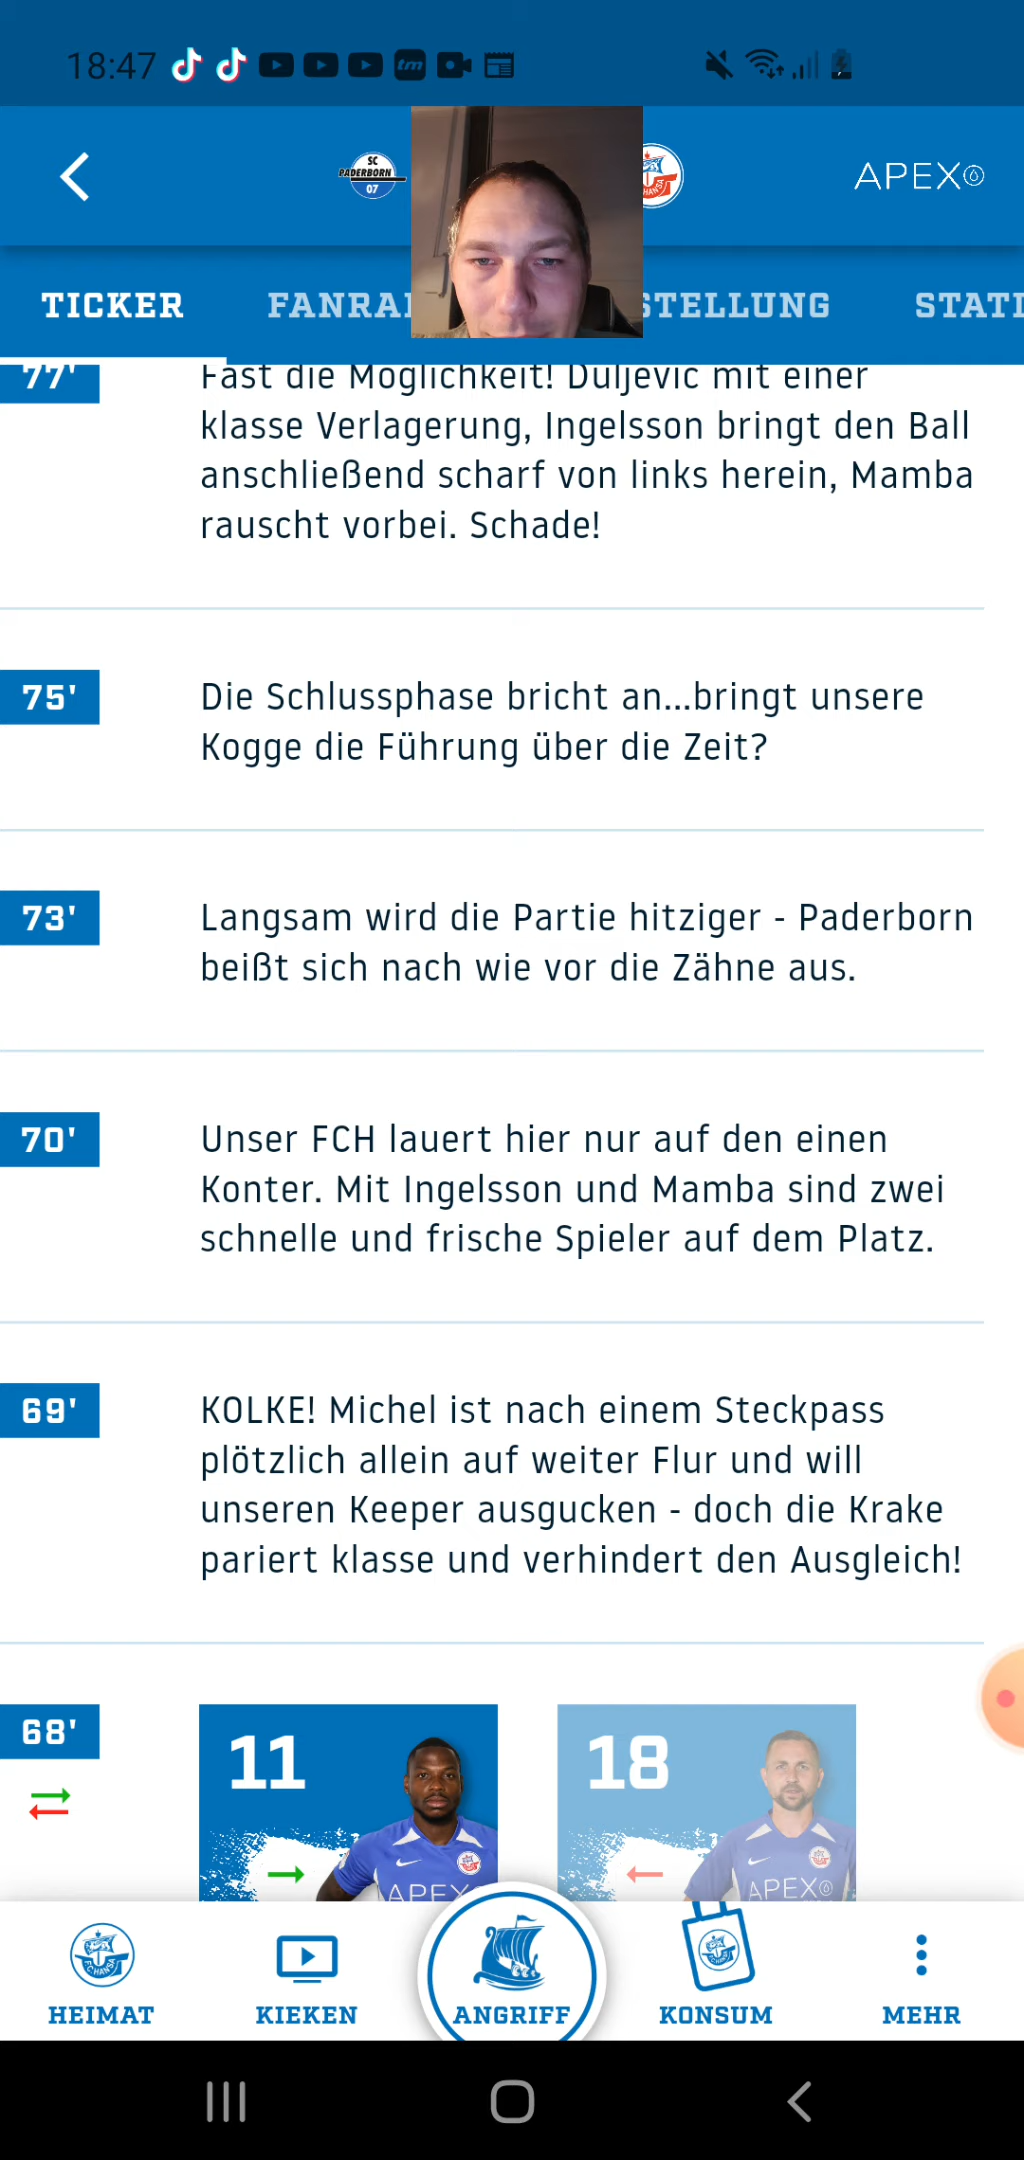 18:47
SC
PADERBORN
07
HANSA
APEX
TICKER
STELLUNG
77'
Fast die Möglichkeit! Duljevic mit einer
klasse Verlagerung, Ingelsson bringt den Ball
anschließend scharf von links herein, Mamba
rauscht vorbei. Schade!
75'
Die Schlussphase bricht an...bringt unsere
Kogge die Führung über die Zeit?
73'
Langsam wird die Partie hitziger - Paderborn
beißt sich nach wie vor die Zähne aus.
70'
Unser FCH lauert hier nur auf den einen
Konter. Mit Ingelsson und Mamba sind zwei
schnelle und frische Spieler auf dem Platz.
69'
KOLKE! Michel ist nach einem Steckpass
plötzlich allein auf weiter Flur und will
unseren Keeper ausgucken - doch die Krake
pariert klasse und verhindert den Ausgleich!
68'
11 18
APEX APEX
F.C. HANSA
HEIMAT KIEKEN ANGRIFF KONSUM MEHR